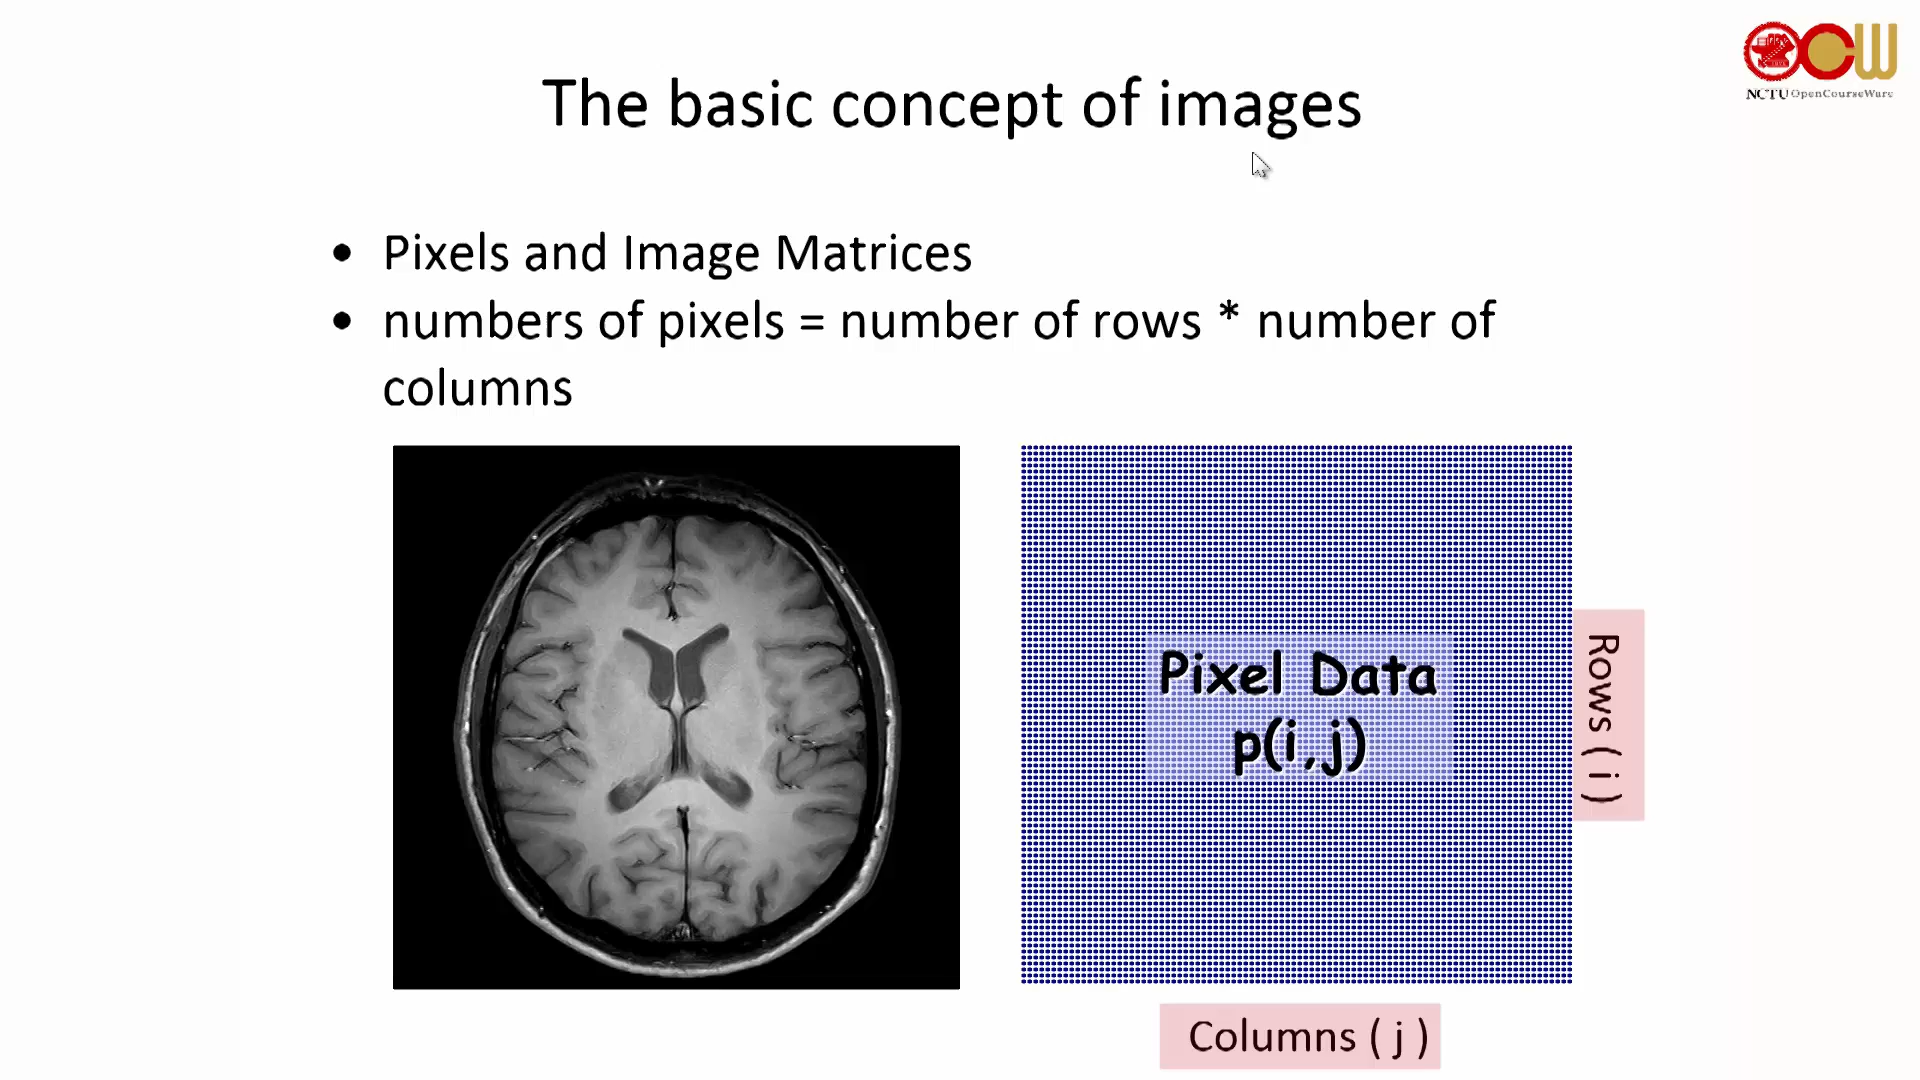 NCTU OpenCourseWare
The basic concept of images
• Pixels and Image Matrices
• numbers of pixels = number of rows * number of
columns
Pixel Data
p(i,j)
Rows ( i )
Columns ( j )